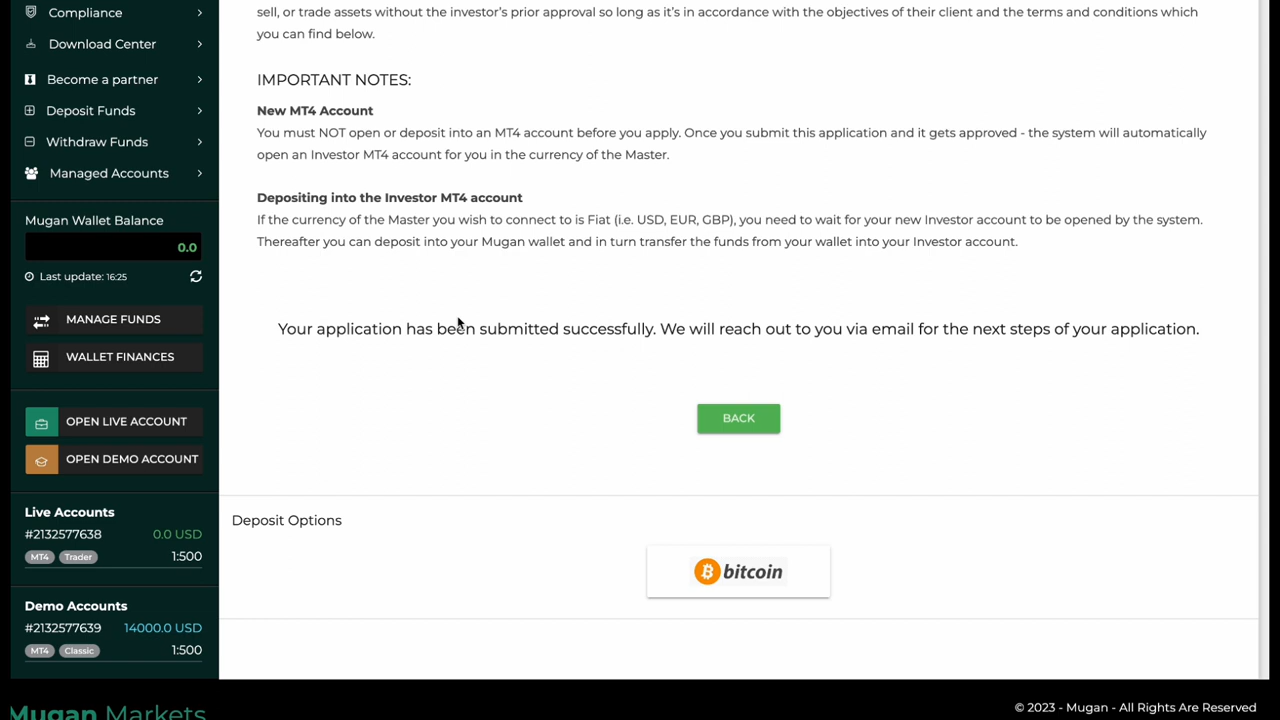 Compliance
Download Center
Become a partner
Deposit Funds
Withdraw Funds
Managed Accounts
Mugan Wallet Balance
0.0
Last update: 16:25
MANAGE FUNDS
WALLET FINANCES
OPEN LIVE ACCOUNT
OPEN DEMO ACCOUNT
Live Accounts
#2132577638 0.0 USD
MT4 Trader 1:500
Demo Accounts
#2132577639 14000.0 USD
MT4 Classic 1:500
sell, or trade assets without the investor’s prior approval so long as it’s in accordance with the objectives of their client and the terms and conditions which
you can find below.
IMPORTANT NOTES:
New MT4 Account
You must NOT open or deposit into an MT4 account before you apply. Once you submit this application and it gets approved - the system will automatically
open an Investor MT4 account for you in the currency of the Master.
Depositing into the Investor MT4 account
If the currency of the Master you wish to connect to is Fiat (i.e. USD, EUR, GBP), you need to wait for your new Investor account to be opened by the system.
Thereafter you can deposit into your Mugan wallet and in turn transfer the funds from your wallet into your Investor account.
Your application has been submitted successfully. We will reach out to you via email for the next steps of your application.
BACK
Deposit Options
bitcoin
Mugan Markets
© 2023 - Mugan - All Rights Are Reserved